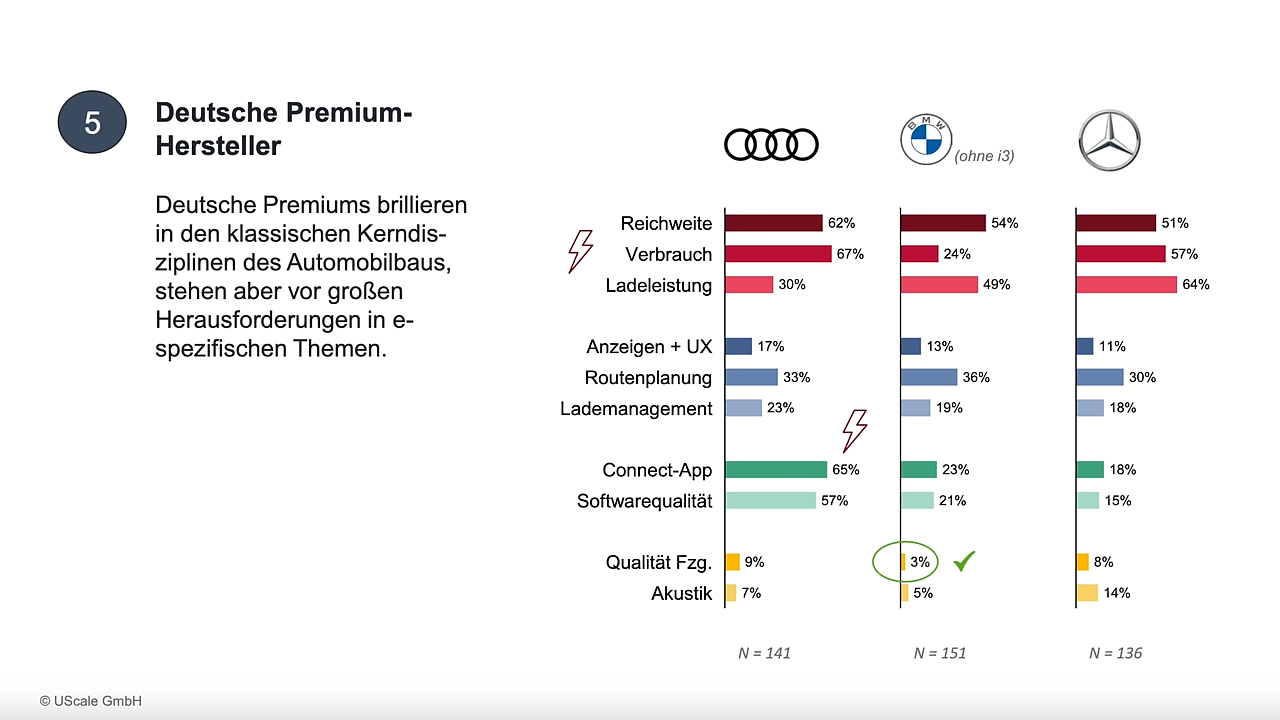 5
Deutsche Premium-
Hersteller
Deutsche Premiums brillieren
in den klassischen Kerndis-
ziplinen des Automobilbaus,
stehen aber vor großen
Herausforderungen in e-
spezifischen Themen.
BMW
(ohne i3)
Reichweite 62% 54% 51%
Verbrauch 67% 24% 57%
Ladeleistung 30% 49% 64%
Anzeigen + UX 17% 13% 11%
Routenplanung 33% 36% 30%
Lademanagement 23% 19% 18%
Connect-App 65% 23% 18%
Softwarequalität 57% 21% 15%
Qualität Fzg. 9% 3% 8%
Akustik 7% 5% 14%
N = 141 N = 151 N = 136
© UScale GmbH